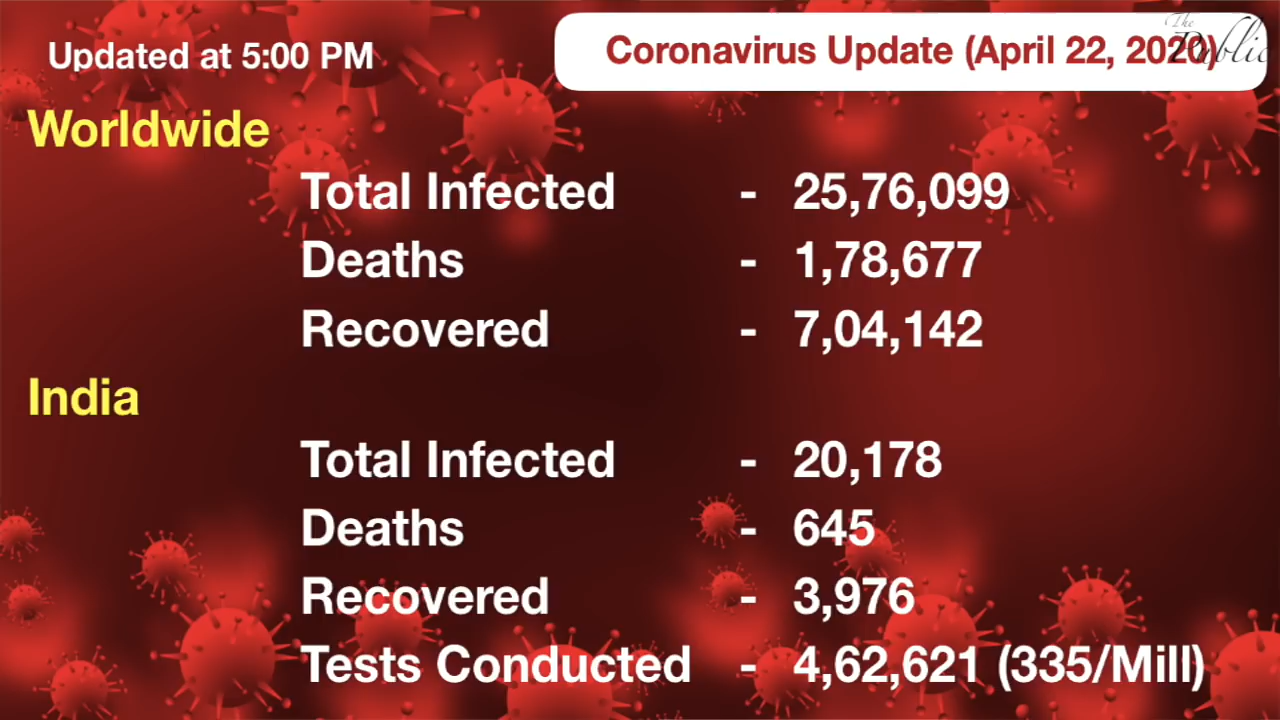 Updated at 5:00 PM
Coronavirus Update (April 22, 2020)
The Public
Worldwide
Total Infected - 25,76,099
Deaths - 1,78,677
Recovered - 7,04,142
India
Total Infected - 20,178
Deaths - 645
Recovered - 3,976
Tests Conducted - 4,62,621 (335/Mill)